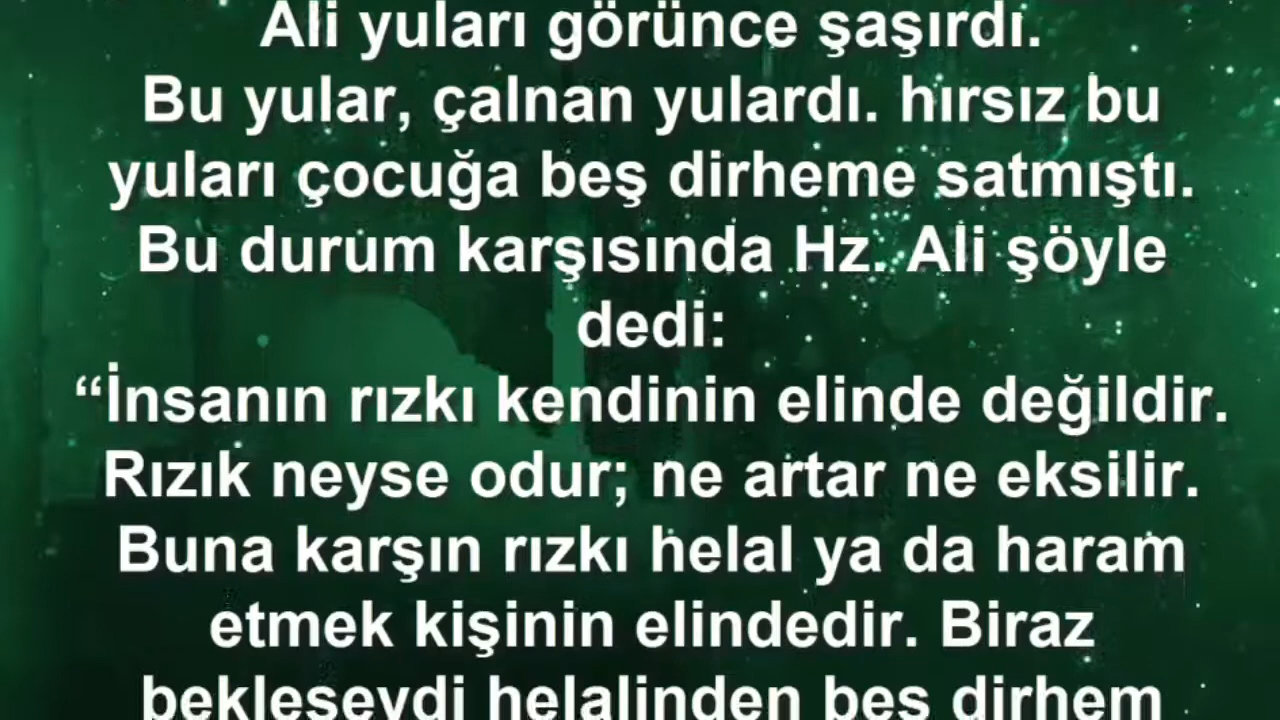 Ali yuları görünce şaşırdı.
Bu yular, çalnan yulardı. hırsız bu
yuları çocuğa beş dirheme satmıştı.
Bu durum karşısında Hz. Ali şöyle
dedi:
“İnsanın rızkı kendinin elinde değildir.
Rızık neyse odur; ne artar ne eksilir.
Buna karşın rızkı helal ya da haram
etmek kişinin elindedir. Biraz
bekleseydi helalinden beş dirhem